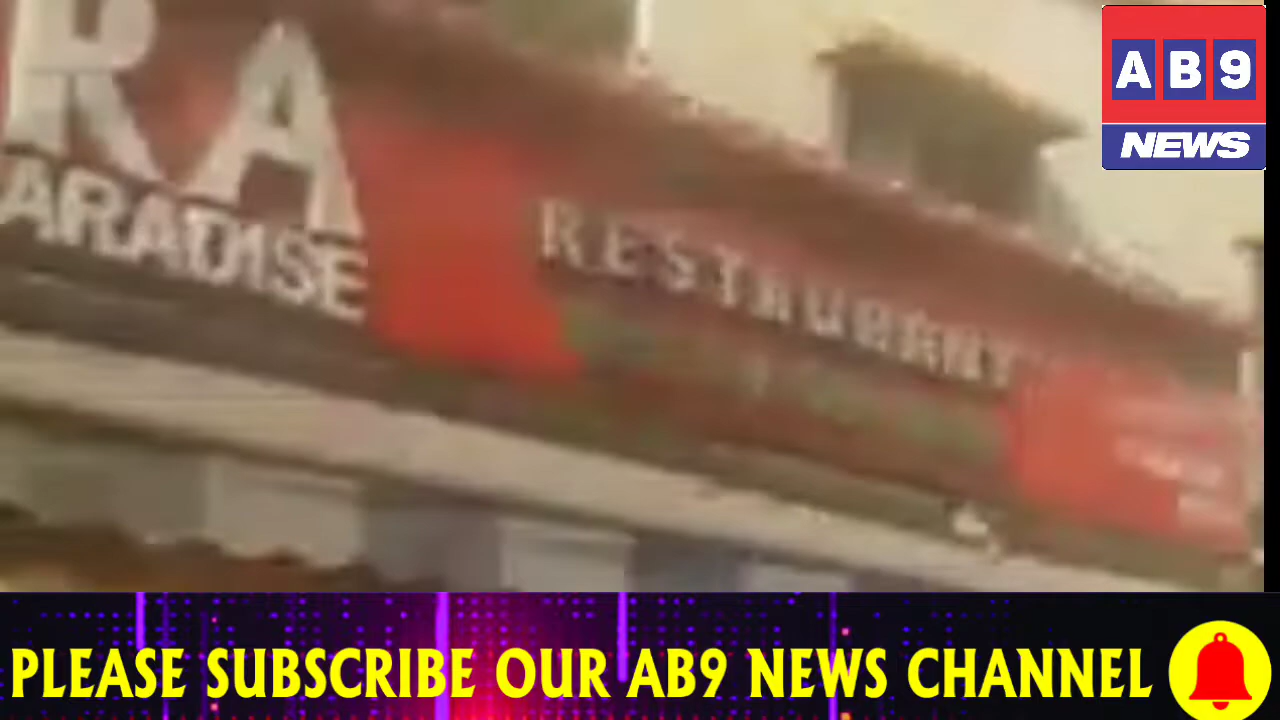 RA
ARADISE
RESTAURANT
AB9
NEWS
PLEASE SUBSCRIBE OUR AB9 NEWS CHANNEL